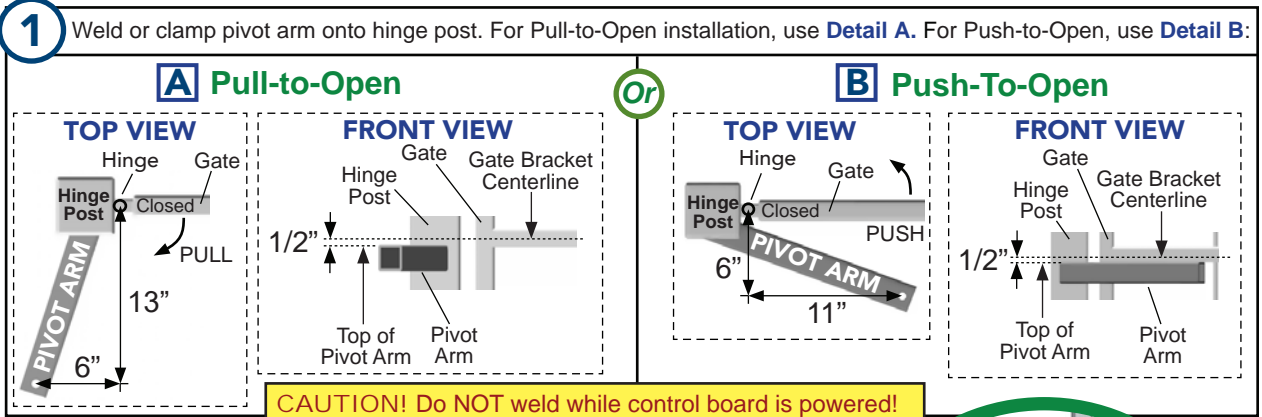 1
Weld or clamp pivot arm onto hinge post. For Pull-to-Open installation, use Detail A. For Push-to-Open, use Detail B:
A Pull-to-Open
TOP VIEW
Hinge
Gate
Hinge
Post
Closed
PULL
PIVOT ARM
13”
6”
FRONT VIEW
Gate
Hinge
Post
Gate Bracket
Centerline
1/2”
Top of
Pivot Arm
Pivot
Arm
Or
B Push-To-Open
TOP VIEW
Hinge
Gate
Hinge
Post
Closed
PUSH
PIVOT ARM
6”
11”
FRONT VIEW
Gate
Hinge
Post
Gate Bracket
Centerline
1/2”
Top of
Pivot Arm
Pivot
Arm
CAUTION! Do NOT weld while control board is powered!